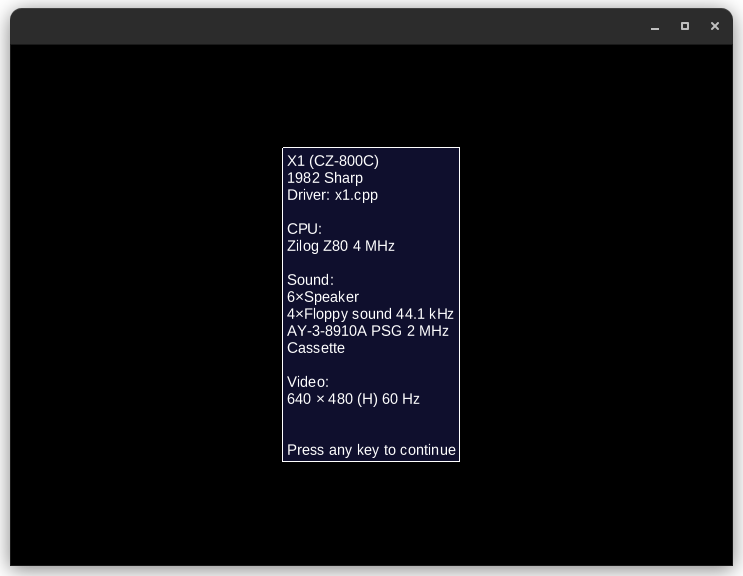 X1 (CZ-800C)
1982 Sharp
Driver: x1.cpp
CPU:
Zilog Z80 4 MHz
Sound:
6×Speaker
4×Floppy sound 44.1 kHz
AY-3-8910A PSG 2 MHz
Cassette
Video:
640 × 480 (H) 60 Hz
Press any key to continue